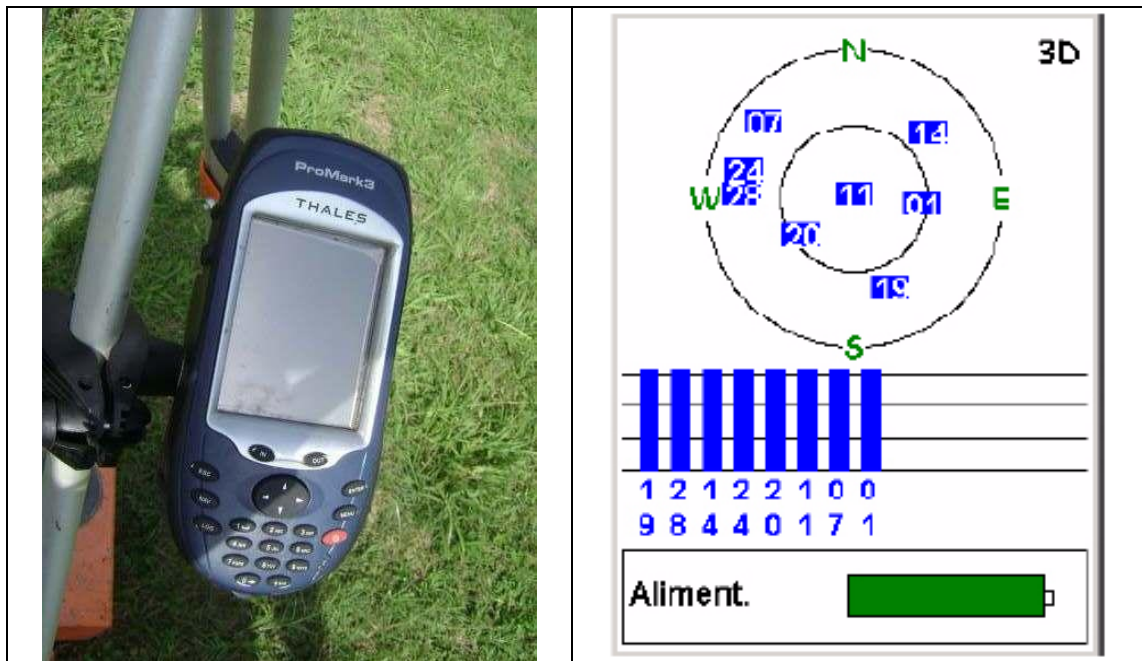 ProMark3
THALES
IN OUT
ESC
NAV
LOG
ENTER
MENU
N
3D
07
14
24
W 28 11 01 E
20
19
S
1 2 1 2 2 1 0 0
9 8 4 4 0 1 7 1
Aliment.